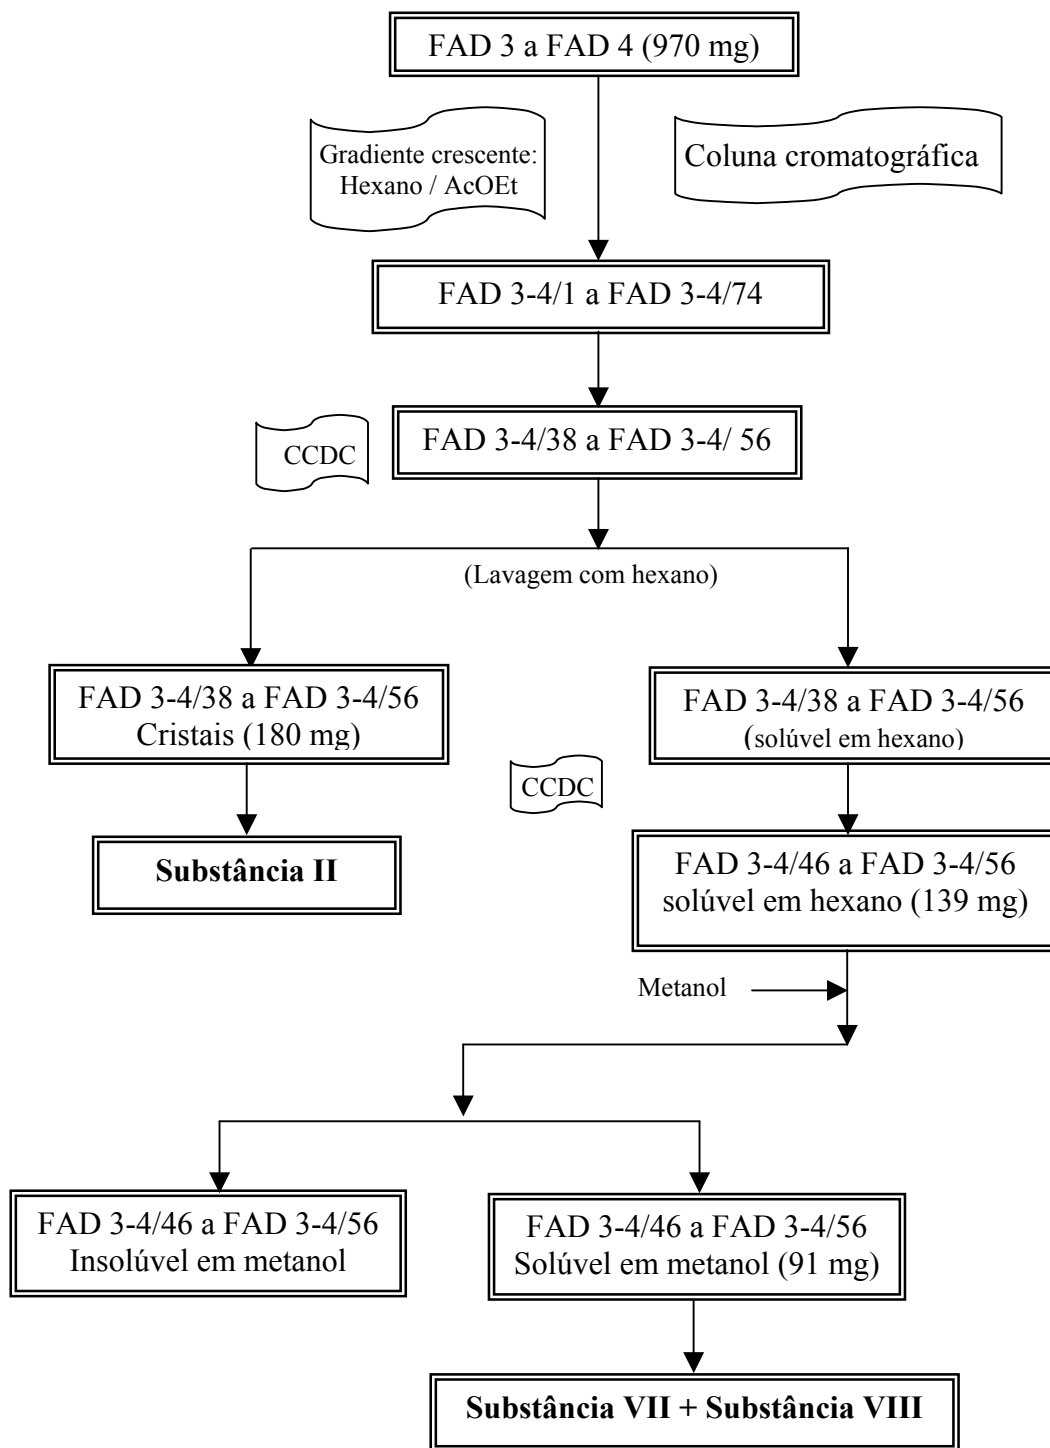 FAD 3 a FAD 4 (970 mg)
Gradiente crescente:
Hexano / AcOEt
Coluna cromatográfica
FAD 3-4/1 a FAD 3-4/74
CCDC
FAD 3-4/38 a FAD 3-4/ 56
(Lavagem com hexano)
FAD 3-4/38 a FAD 3-4/56
Cristais (180 mg)
FAD 3-4/38 a FAD 3-4/56
(solúvel em hexano)
CCDC
Substância II
FAD 3-4/46 a FAD 3-4/56
solúvel em hexano (139 mg)
Metanol
FAD 3-4/46 a FAD 3-4/56
Insolúvel em metanol
FAD 3-4/46 a FAD 3-4/56
Solúvel em metanol (91 mg)
Substância VII + Substância VIII